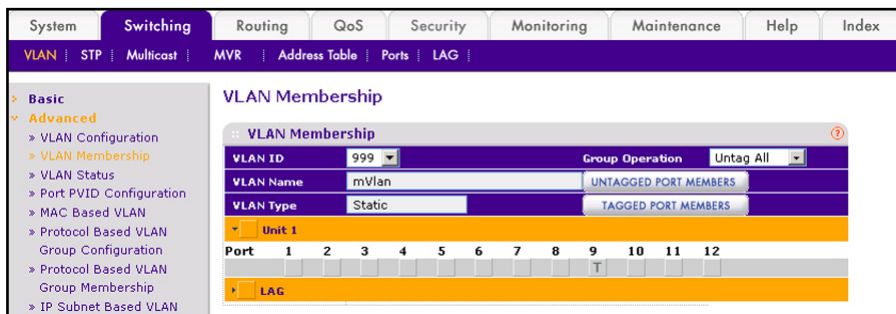 System Switching Routing QoS Security Monitoring Maintenance Help Index
VLAN STP Multicast MVR Address Table Ports LAG
Basic
Advanced
» VLAN Configuration
» VLAN Membership
» VLAN Status
» Port PVID Configuration
» MAC Based VLAN
» Protocol Based VLAN
Group Configuration
» Protocol Based VLAN
Group Membership
» IP Subnet Based VLAN
VLAN Membership
:: VLAN Membership ?
VLAN ID 999 Group Operation Untag All
VLAN Name mVlan UNTAGGED PORT MEMBERS
VLAN Type Static TAGGED PORT MEMBERS
Unit 1
Port 1 2 3 4 5 6 7 8 9 10 11 12
T
LAG